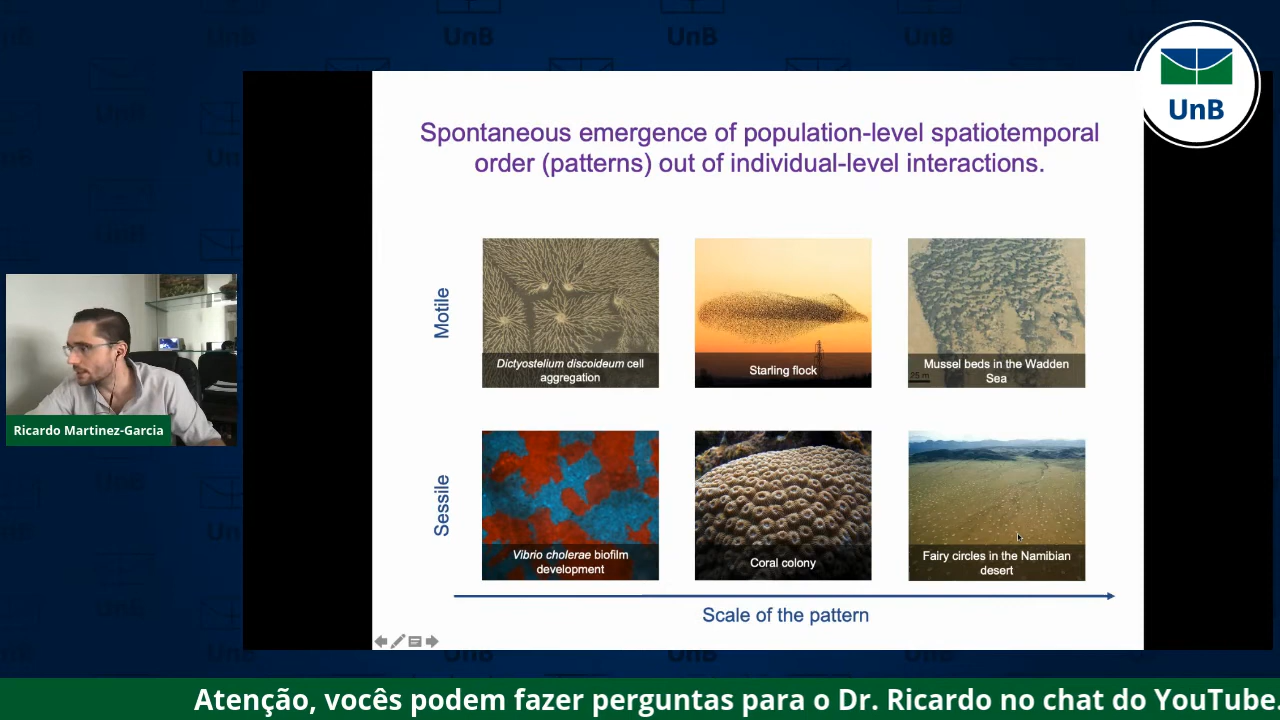 UnB
Spontaneous emergence of population-level spatiotemporal
order (patterns) out of individual-level interactions.
Motile
Dictyostelium discoideum cell
aggregation
Starling flock
25 m
Mussel beds in the Wadden
Sea
Ricardo Martinez-Garcia
Sessile
Vibrio cholerae biofilm
development
Coral colony
Fairy circles in the Namibian
desert
Scale of the pattern
Atenção, vocês podem fazer perguntas para o Dr. Ricardo no chat do YouTube.